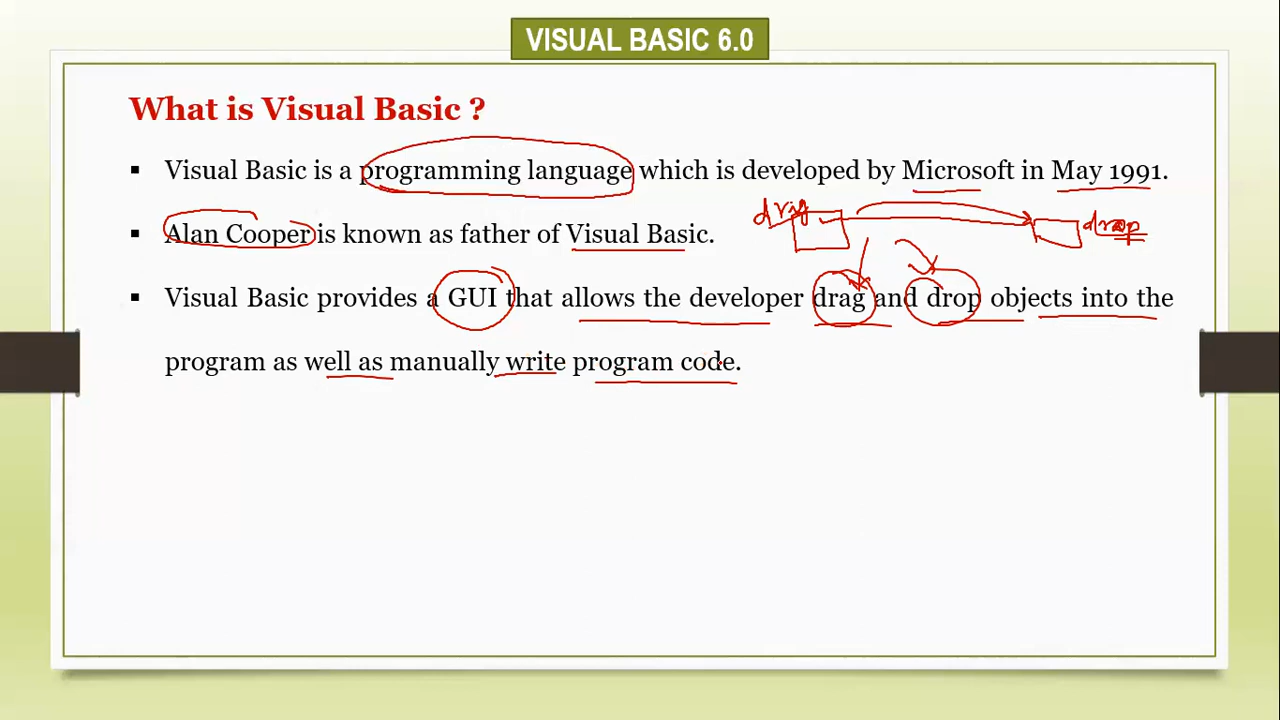 VISUAL BASIC 6.0
What is Visual Basic ?
▪ Visual Basic is a programming language which is developed by Microsoft in May 1991.
drag drop
▪ Alan Cooper is known as father of Visual Basic.
▪ Visual Basic provides a GUI that allows the developer drag and drop objects into the
program as well as manually write program code.